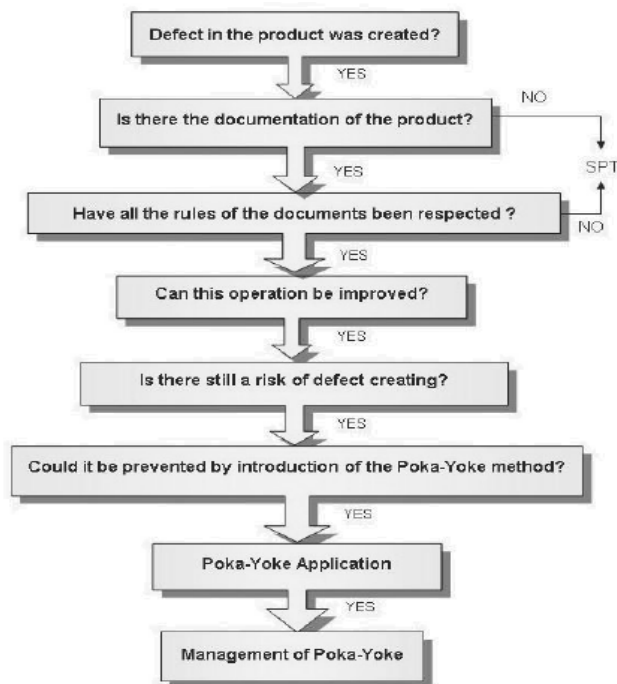 Defect in the product was created?
YES
NO
Is there the documentation of the product?
YES
SPT
Have all the rules of the documents been respected ?
NO
YES
Can this operation be improved?
YES
Is there still a risk of defect creating?
YES
Could it be prevented by introduction of the Poka-Yoke method?
YES
Poka-Yoke Application
YES
Management of Poka-Yoke